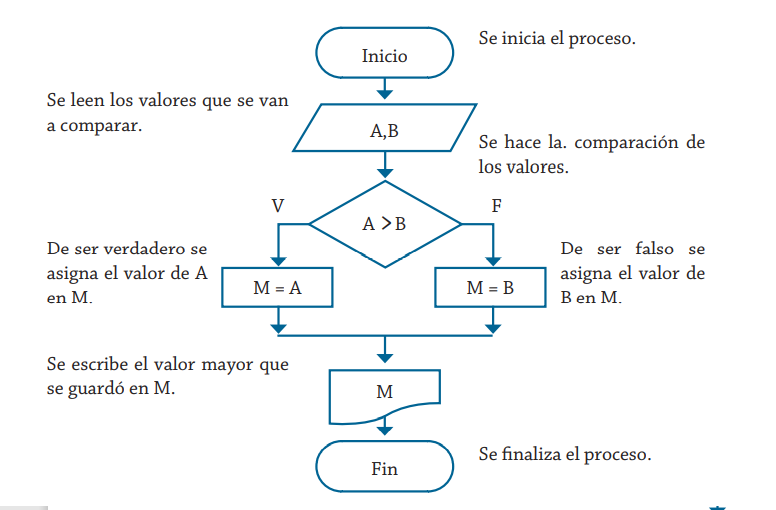 Inicio
Se inicia el proceso.
Se leen los valores que se van
a comparar.
A,B
Se hace la. comparación de
los valores.
V
F
A > B
De ser verdadero se
asigna el valor de A
en M.
M = A
M = B
De ser falso se
asigna el valor de
B en M.
Se escribe el valor mayor que
se guardó en M.
M
Fin
Se finaliza el proceso.